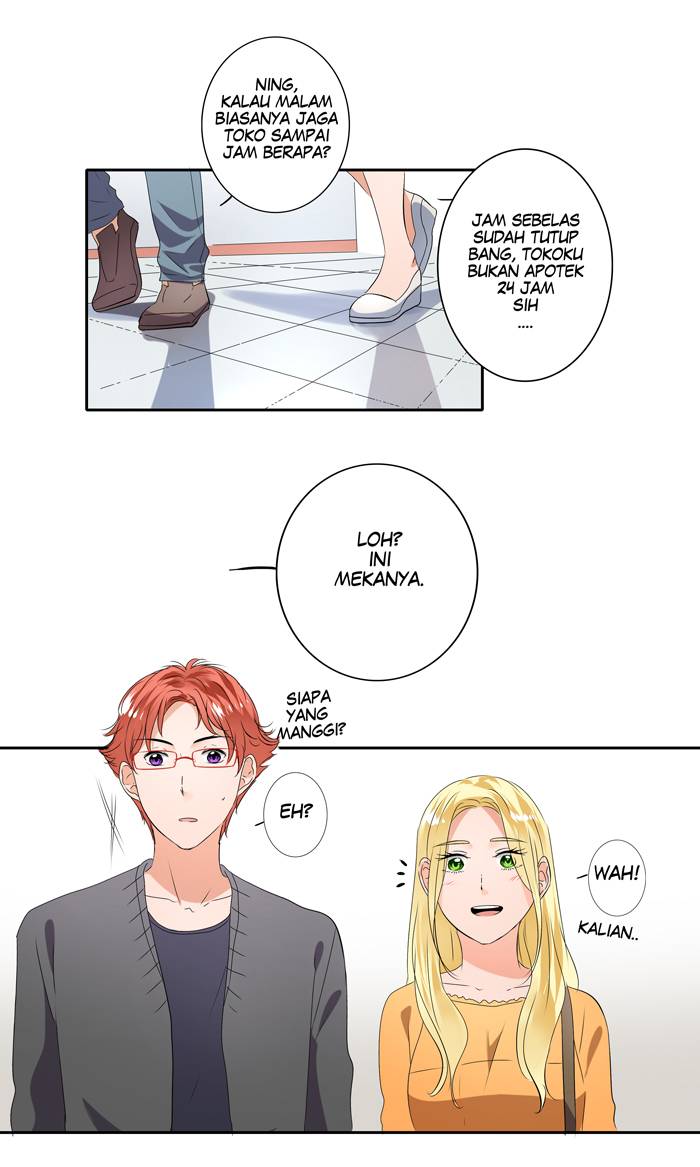 NING,
KALAU MALAM
BIASANYA JAGA
TOKO SAMPAI
JAM BERAPA?
JAM SEBELAS
SUDAH TUTUP
BANG, TOKOKU
BUKAN APOTEK
24 JAM
SIH
....
LOH?
INI
MEKANYA.
SIAPA
YANG
MANGGI?
EH?
WAH!
KALIAN..